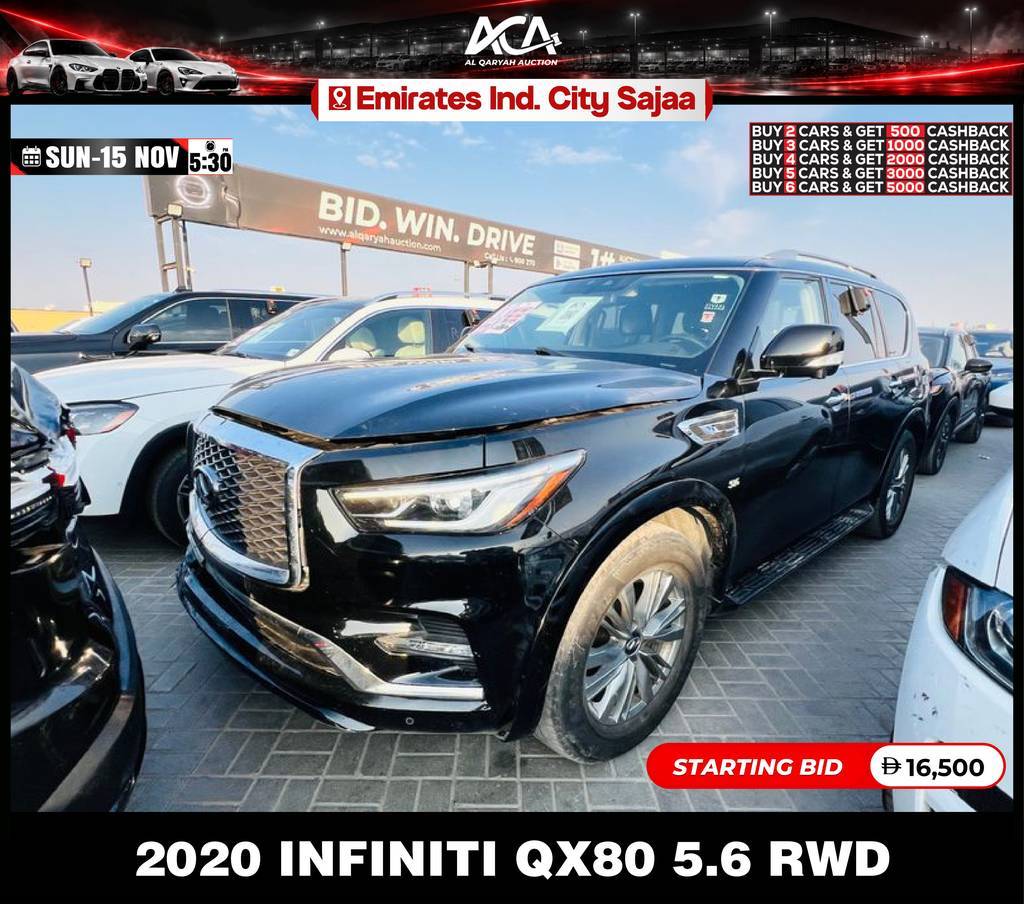 ACA
AL QARYAH AUCTION
Emirates Ind. City Sajaa
SUN-15 NOV 5:30
BUY 2 CARS & GET 500 CASHBACK
BUY 3 CARS & GET 1000 CASHBACK
BUY 4 CARS & GET 2000 CASHBACK
BUY 5 CARS & GET 3000 CASHBACK
BUY 6 CARS & GET 5000 CASHBACK
BID. WIN. DRIVE
www.alqaryahauction.com
1#
STARTING BID
16,500
2020 INFINITI QX80 5.6 RWD